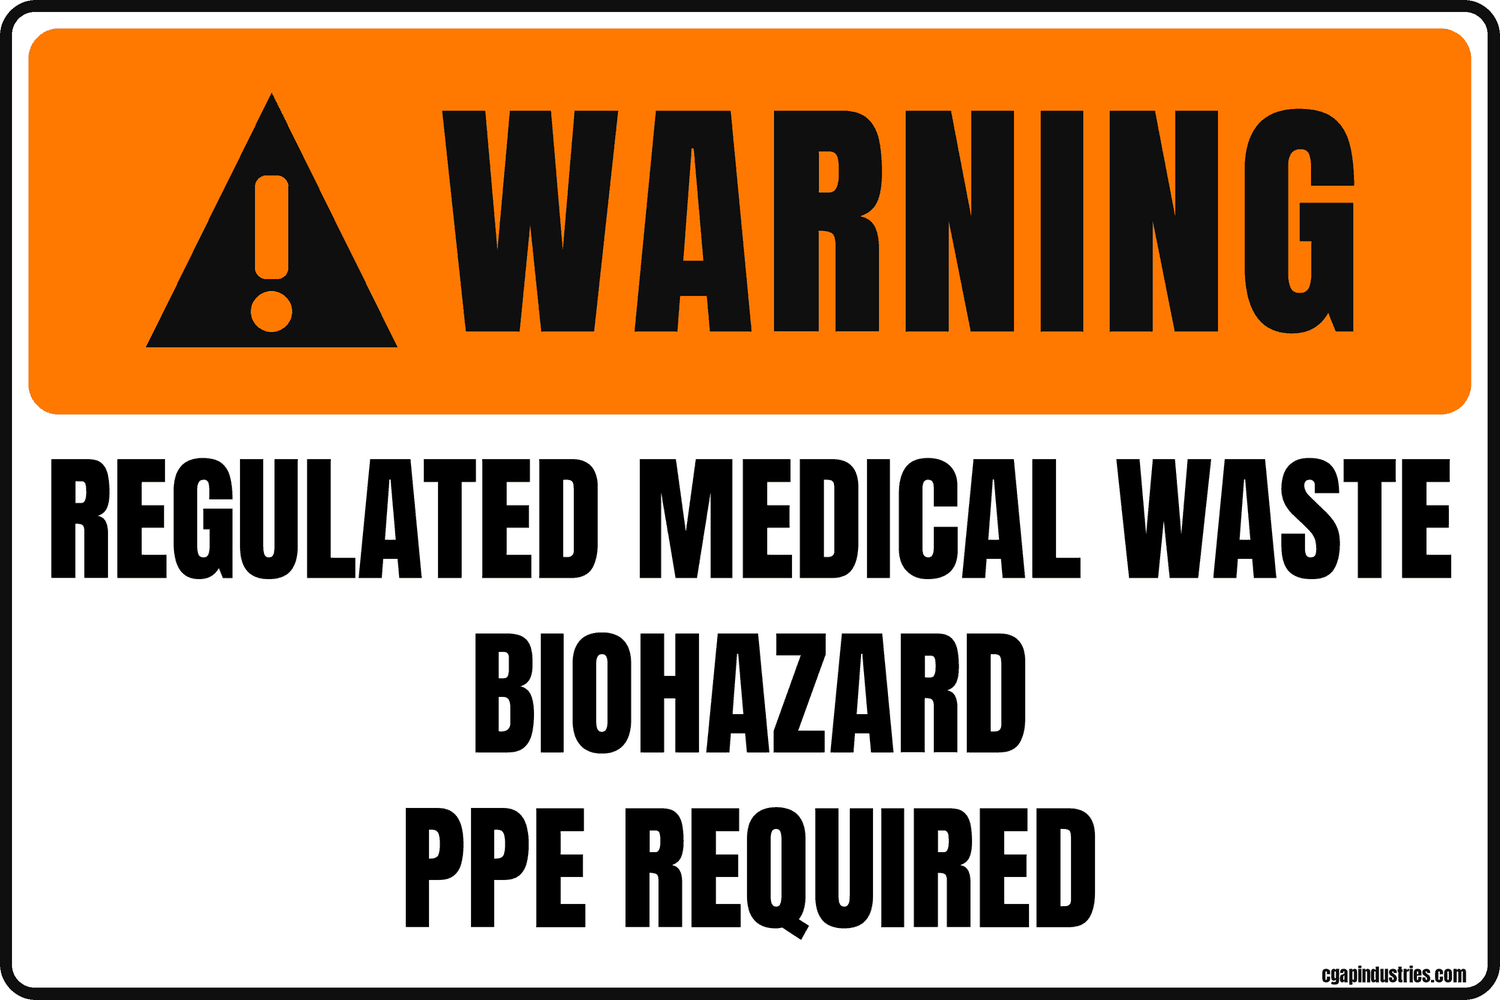 WARNING
REGULATED MEDICAL WASTE
BIOHAZARD
PPE REQUIRED
cgapindustries.com